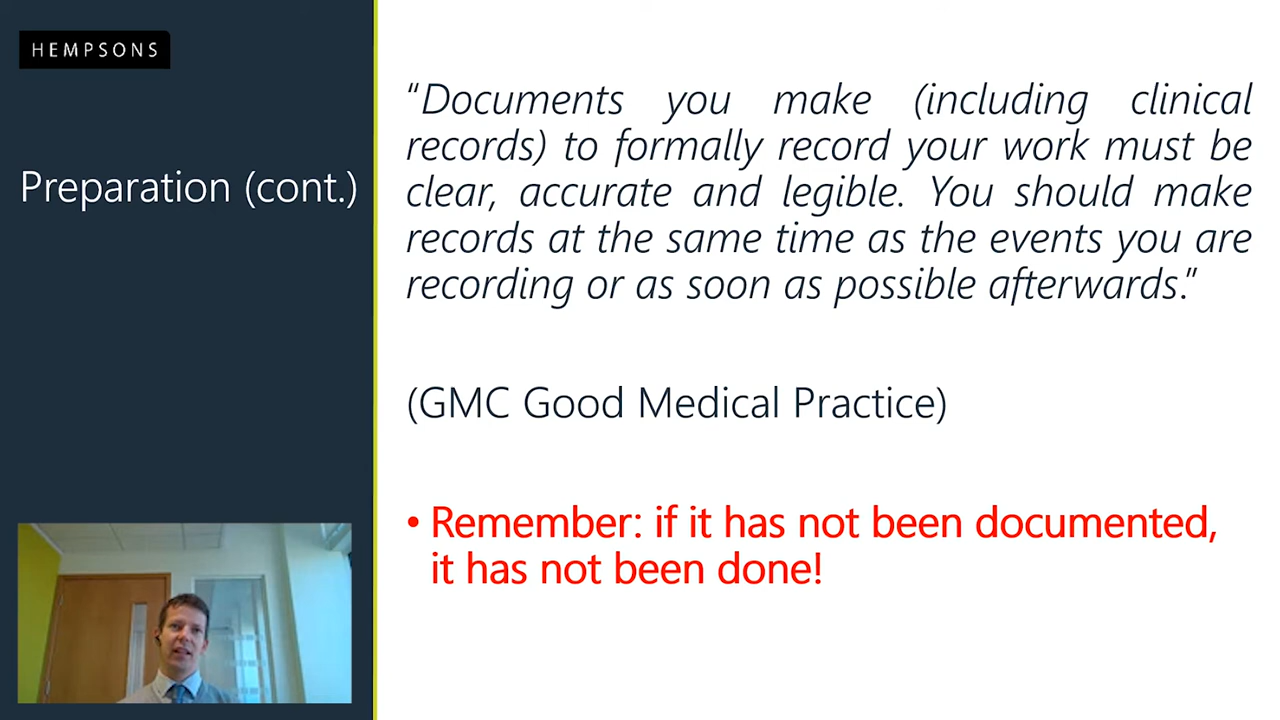 HEMPSONS
Preparation (cont.)
“Documents you make (including clinical
records) to formally record your work must be
clear, accurate and legible. You should make
records at the same time as the events you are
recording or as soon as possible afterwards.”
(GMC Good Medical Practice)
• Remember: if it has not been documented,
it has not been done!